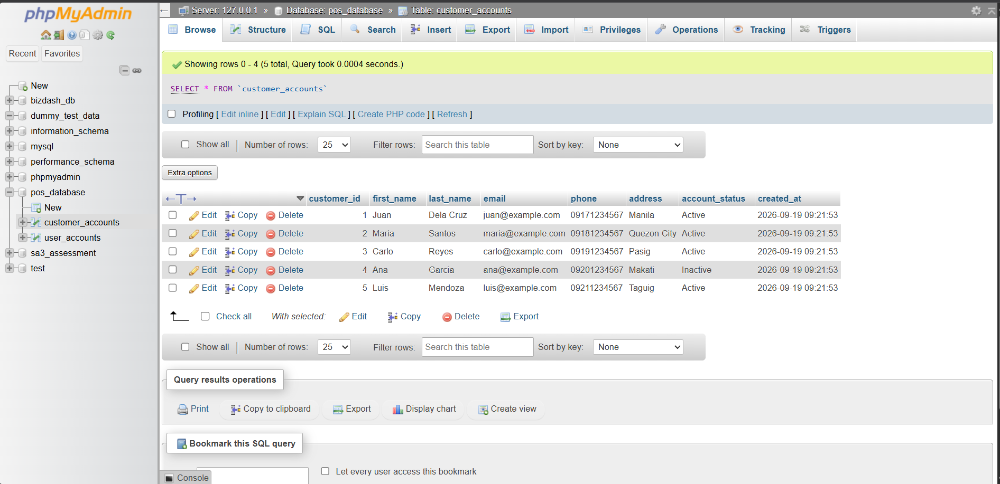 phpMyAdmin
Recent Favorites
New
bizdash_db
dummy_test_data
information_schema
mysql
performance_schema
phpmyadmin
pos_database
New
customer_accounts
user_accounts
sa3_assessment
test
Server: 127.0.0.1 » Database: pos_database » Table: customer_accounts
Browse Structure SQL Search Insert Export Import Privileges Operations Tracking Triggers
Showing rows 0 - 4 (5 total, Query took 0.0004 seconds.)
SELECT * FROM `customer_accounts`
Profiling [ Edit inline ] [ Edit ] [ Explain SQL ] [ Create PHP code ] [ Refresh ]
Show all Number of rows: 25 Filter rows: Search this table Sort by key: None
Extra options
customer_id first_name last_name email phone address account_status created_at
Edit Copy Delete 1 Juan Dela Cruz juan@example.com 09171234567 Manila Active 2026-09-19 09:21:53
Edit Copy Delete 2 Maria Santos maria@example.com 09181234567 Quezon City Active 2026-09-19 09:21:53
Edit Copy Delete 3 Carlo Reyes carlo@example.com 09191234567 Pasig Active 2026-09-19 09:21:53
Edit Copy Delete 4 Ana Garcia ana@example.com 09201234567 Makati Inactive 2026-09-19 09:21:53
Edit Copy Delete 5 Luis Mendoza luis@example.com 09211234567 Taguig Active 2026-09-19 09:21:53
Check all With selected: Edit Copy Delete Export
Show all Number of rows: 25 Filter rows: Search this table Sort by key: None
Query results operations
Print Copy to clipboard Export Display chart Create view
Bookmark this SQL query
Let every user access this bookmark
Console